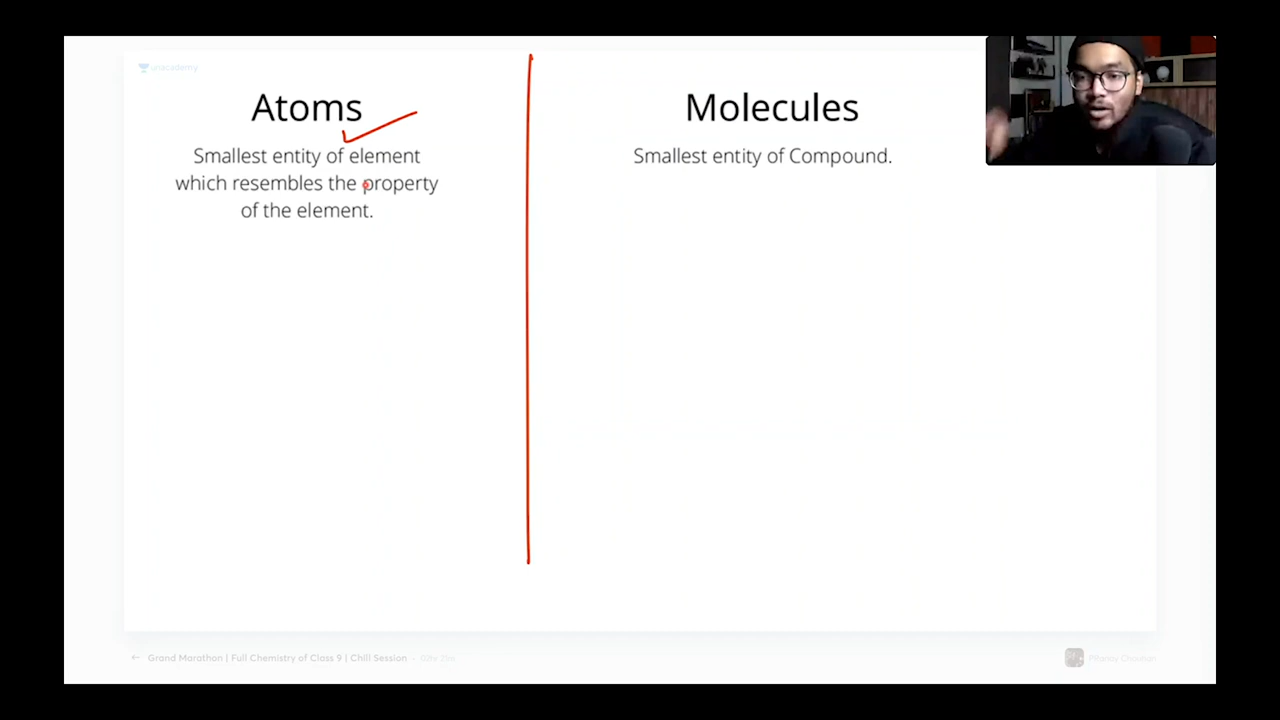 unacademy
Atoms
Smallest entity of element
which resembles the property
of the element.
Molecules
Smallest entity of Compound.
← Grand Marathon | Full Chemistry of Class 9 | Chill Session